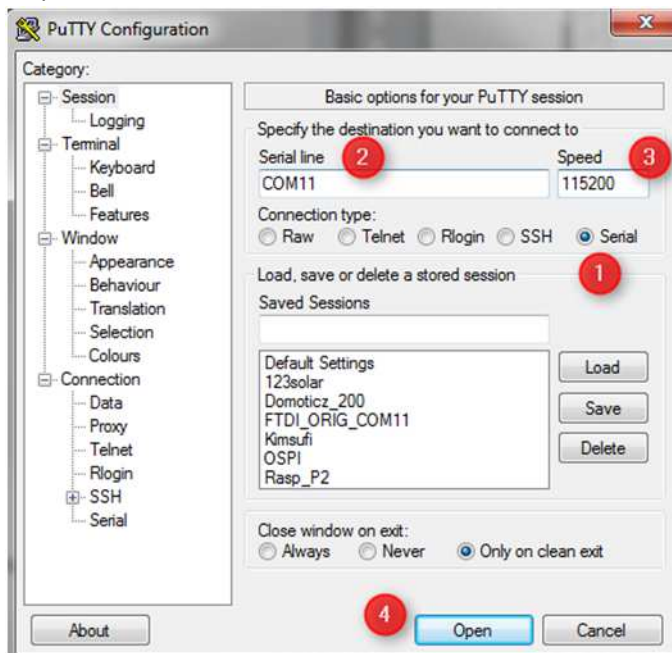 PuTTY Configuration
Category:
Session
Logging
Terminal
Keyboard
Bell
Features
Window
Appearance
Behaviour
Translation
Selection
Colours
Connection
Data
Proxy
Telnet
Rlogin
SSH
Serial
Basic options for your PuTTY session
Specify the destination you want to connect to
Serial line 2 Speed 3
COM11 115200
Connection type:
Raw Telnet Rlogin SSH Serial
1
Load, save or delete a stored session
Saved Sessions
Default Settings
123solar
Domoticz_200
FTDI_ORIG_COM11
Kimsufi
OSPI
Rasp_P2
Load
Save
Delete
Close window on exit:
Always Never Only on clean exit
4
About Open Cancel